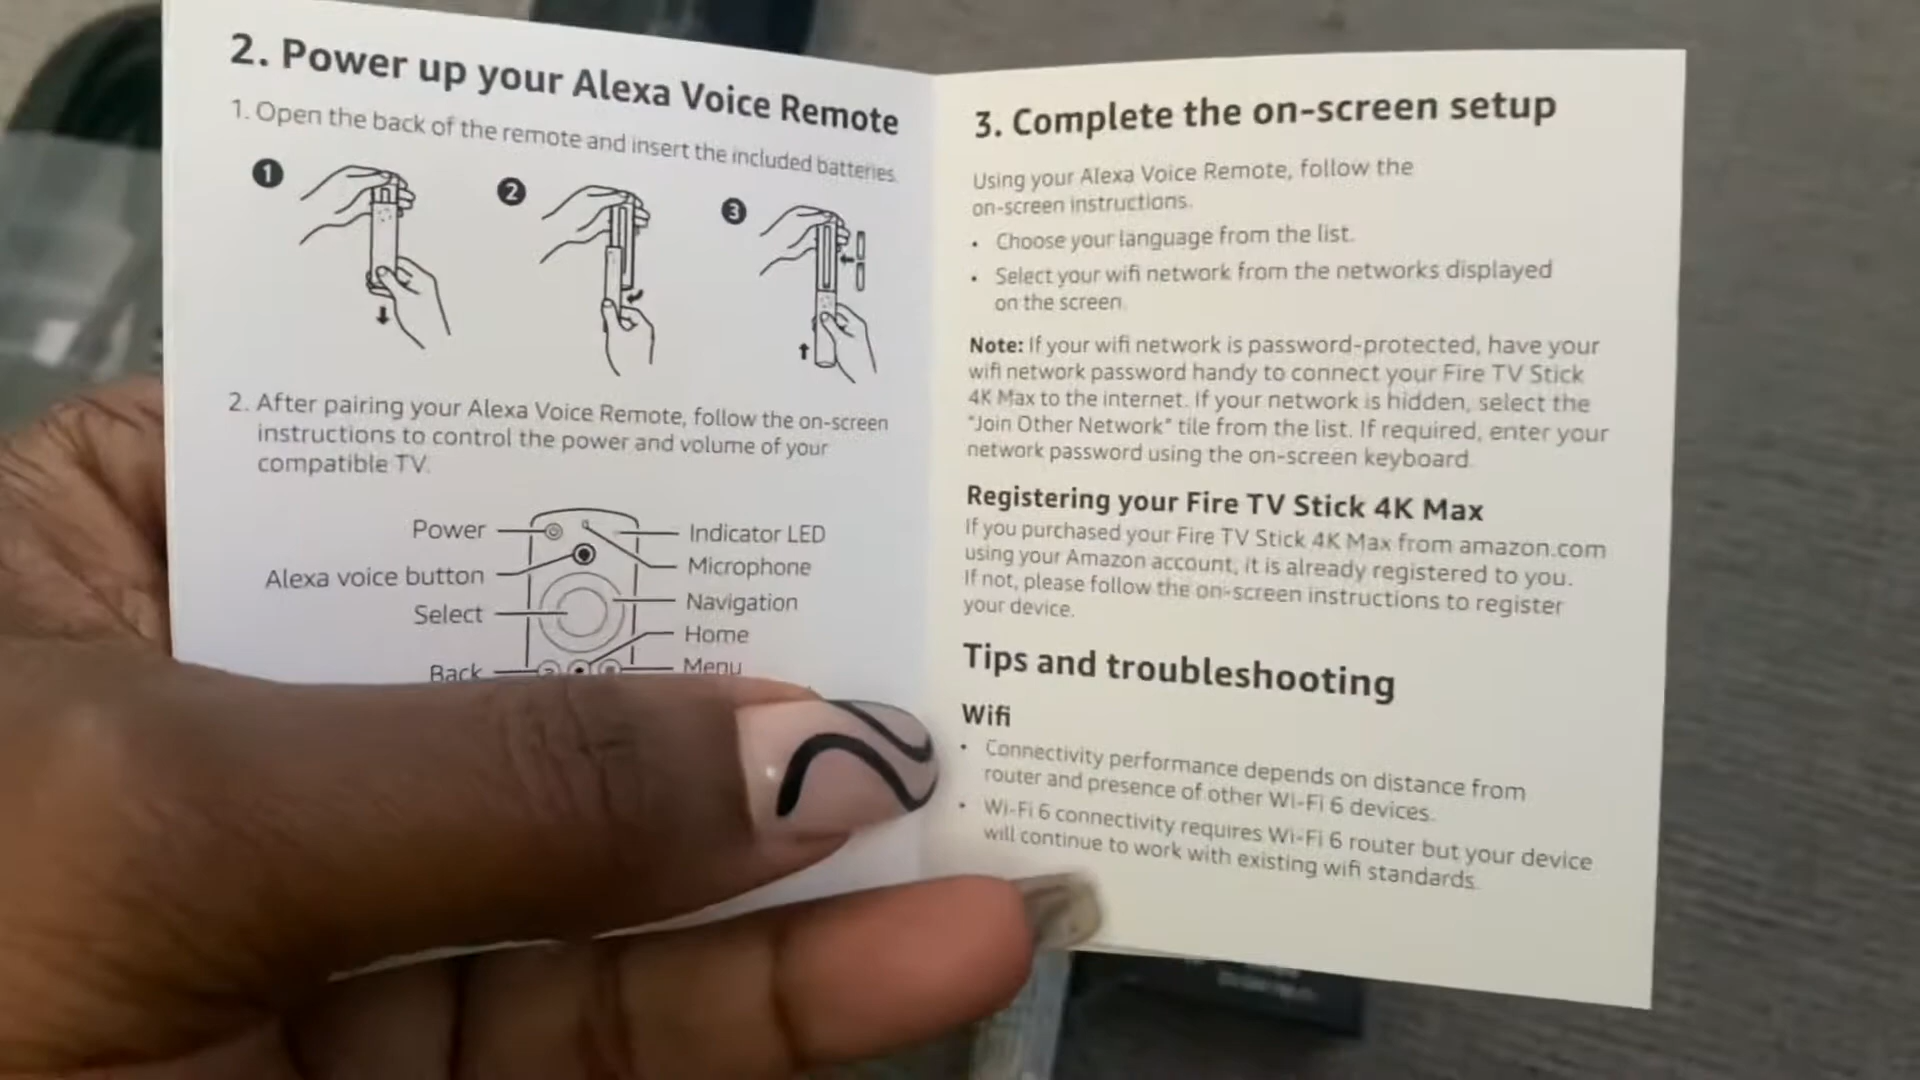 2. Power up your Alexa Voice Remote
1. Open the back of the remote and insert the included batteries.
1
2
3
2. After pairing your Alexa Voice Remote, follow the on-screen
instructions to control the power and volume of your
compatible TV.
Power
Indicator LED
Microphone
Alexa voice button
Navigation
Select
Home
Back
Menu
3. Complete the on-screen setup
Using your Alexa Voice Remote, follow the
on-screen instructions.
• Choose your language from the list.
• Select your wifi network from the networks displayed
on the screen.
Note: If your wifi network is password-protected, have your
wifi network password handy to connect your Fire TV Stick
4K Max to the internet. If your network is hidden, select the
"Join Other Network" tile from the list. If required, enter your
network password using the on-screen keyboard.
Registering your Fire TV Stick 4K Max
If you purchased your Fire TV Stick 4K Max from amazon.com
using your Amazon account, it is already registered to you.
If not, please follow the on-screen instructions to register
your device.
Tips and troubleshooting
Wifi
• Connectivity performance depends on distance from
router and presence of other Wi-Fi 6 devices.
• Wi-Fi 6 connectivity requires Wi-Fi 6 router but your device
will continue to work with existing wifi standards.